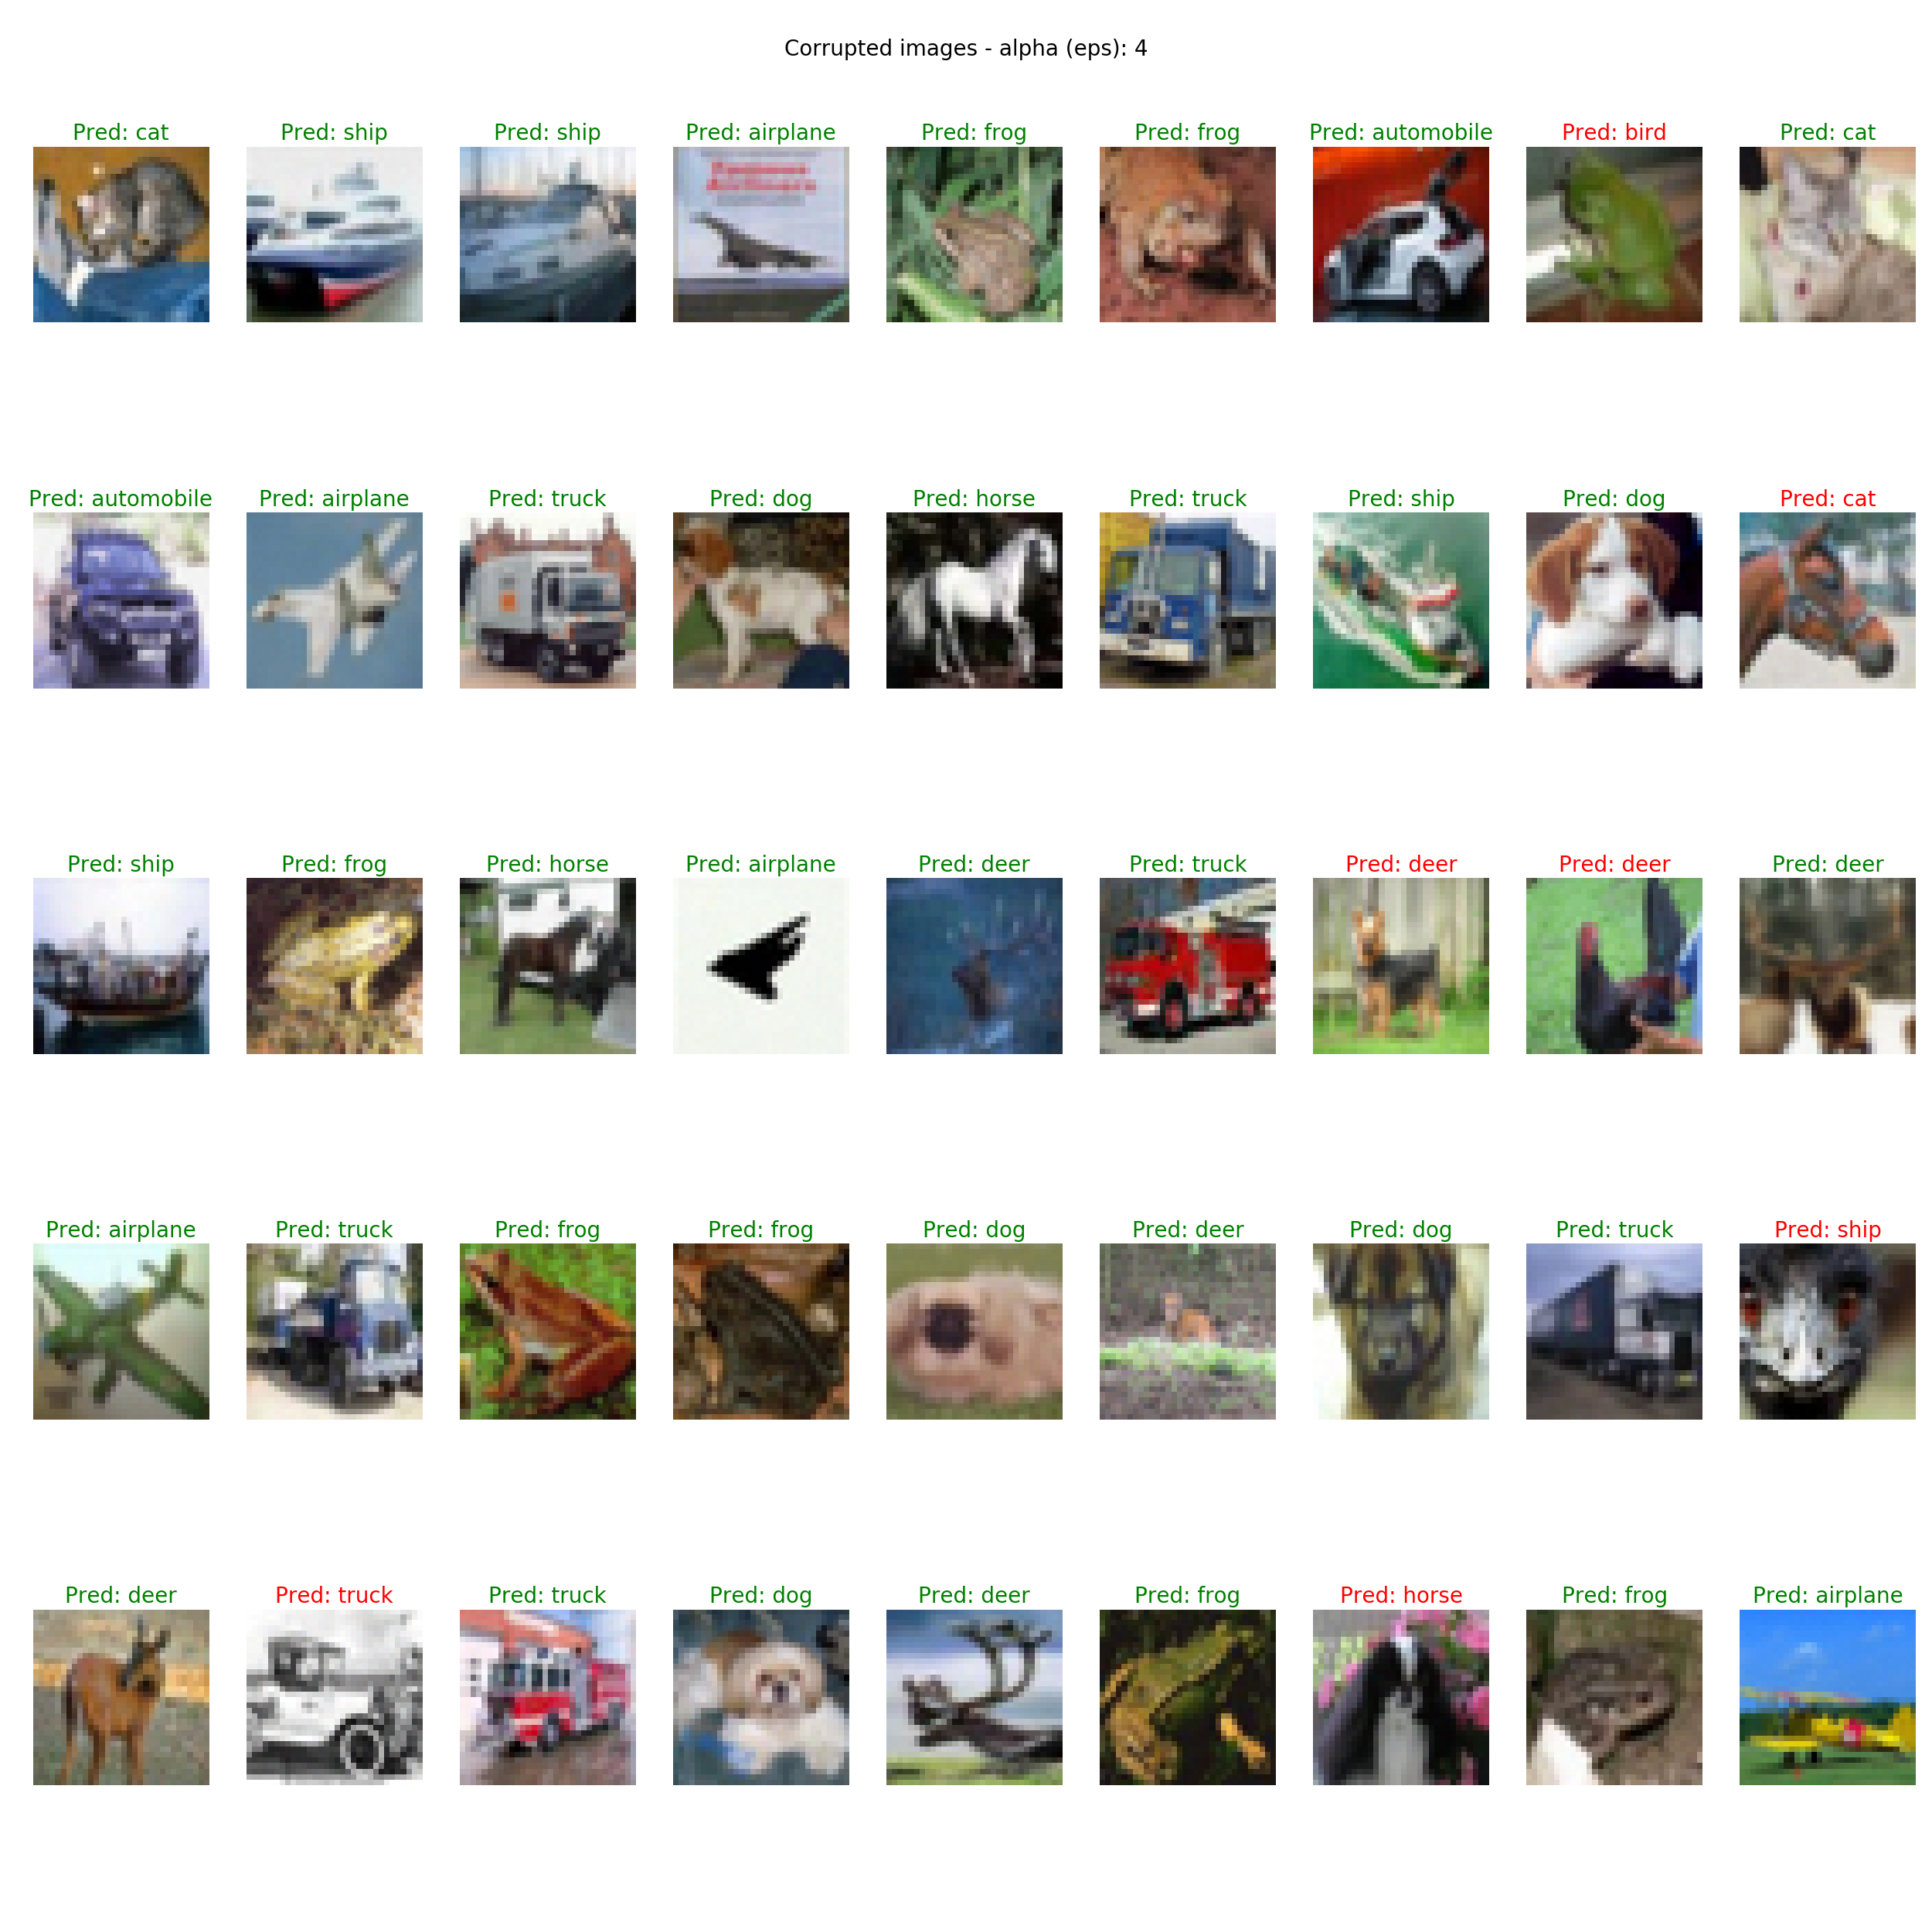 Corrupted images - alpha (eps): 4
Pred: cat Pred: ship Pred: ship Pred: airplane Pred: frog Pred: frog Pred: automobile Pred: bird Pred: cat
Pred: automobile Pred: airplane Pred: truck Pred: dog Pred: horse Pred: truck Pred: ship Pred: dog Pred: cat
Pred: ship Pred: frog Pred: horse Pred: airplane Pred: deer Pred: truck Pred: deer Pred: deer Pred: deer
Pred: airplane Pred: truck Pred: frog Pred: frog Pred: dog Pred: deer Pred: dog Pred: truck Pred: ship
Pred: deer Pred: truck Pred: truck Pred: dog Pred: deer Pred: frog Pred: horse Pred: frog Pred: airplane